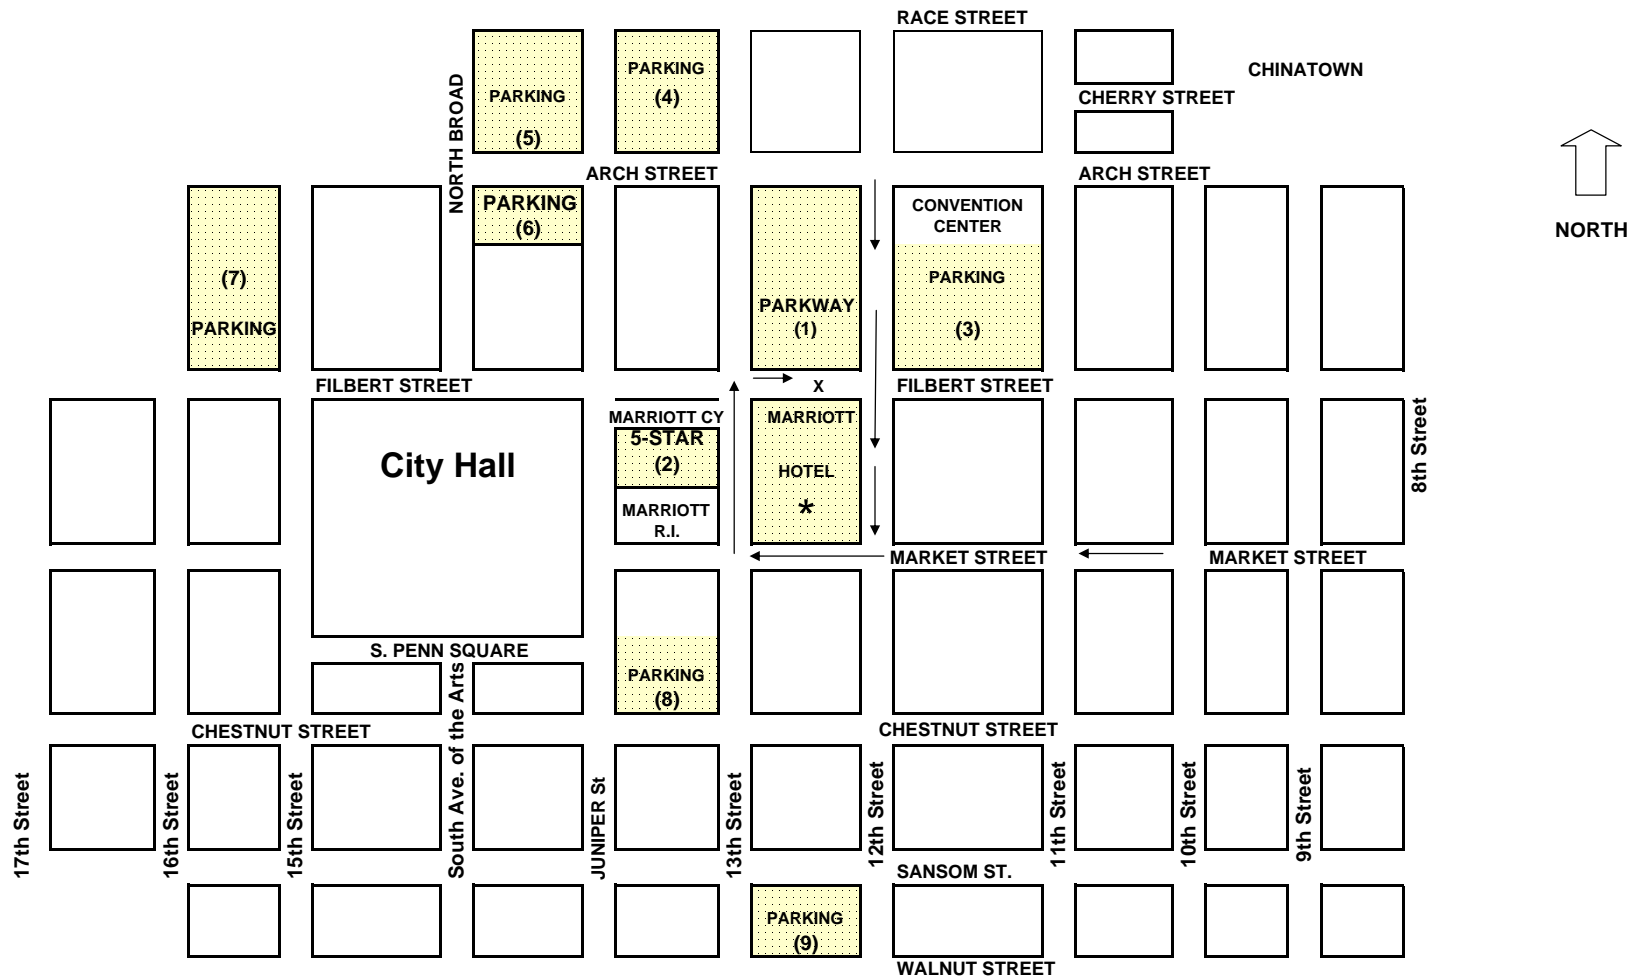 RACE STREET
PARKING
(4)
CHINATOWN
PARKING
(5)
CHERRY STREET
NORTH BROAD
ARCH STREET
ARCH STREET
PARKING
(6)
CONVENTION
CENTER
NORTH
(7)
PARKING
PARKWAY
(1)
PARKING
(3)
FILBERT STREET
X
FILBERT STREET
MARRIOTT CY
5-STAR
(2)
MARRIOTT
R.I.
MARRIOTT
HOTEL
*
City Hall
8th Street
MARKET STREET
MARKET STREET
S. PENN SQUARE
PARKING
(8)
CHESTNUT STREET
CHESTNUT STREET
17th Street
16th Street
15th Street
South Ave. of the Arts
JUNIPER St
13th Street
12th Street
11th Street
10th Street
9th Street
SANSOM ST.
PARKING
(9)
WALNUT STREET